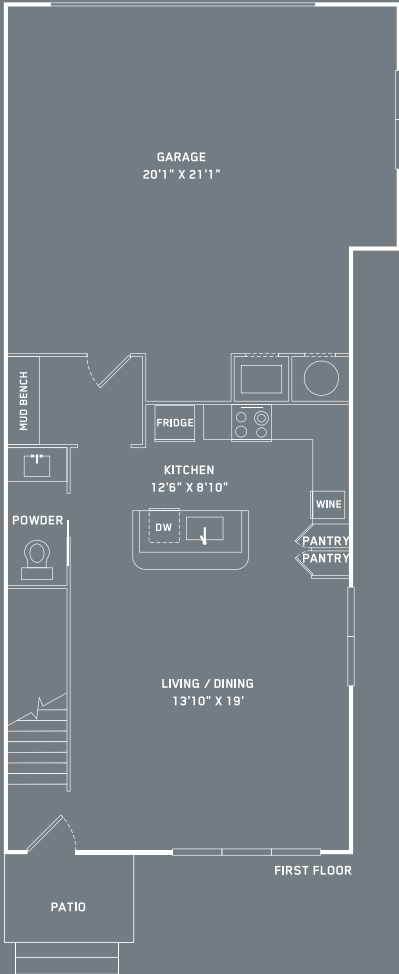 GARAGE
20'1" X 21'1"
MUD BENCH
FRIDGE
KITCHEN
12'6" X 8'10"
WINE
POWDER
DW
PANTRY
PANTRY
LIVING / DINING
13'10" X 19'
FIRST FLOOR
PATIO